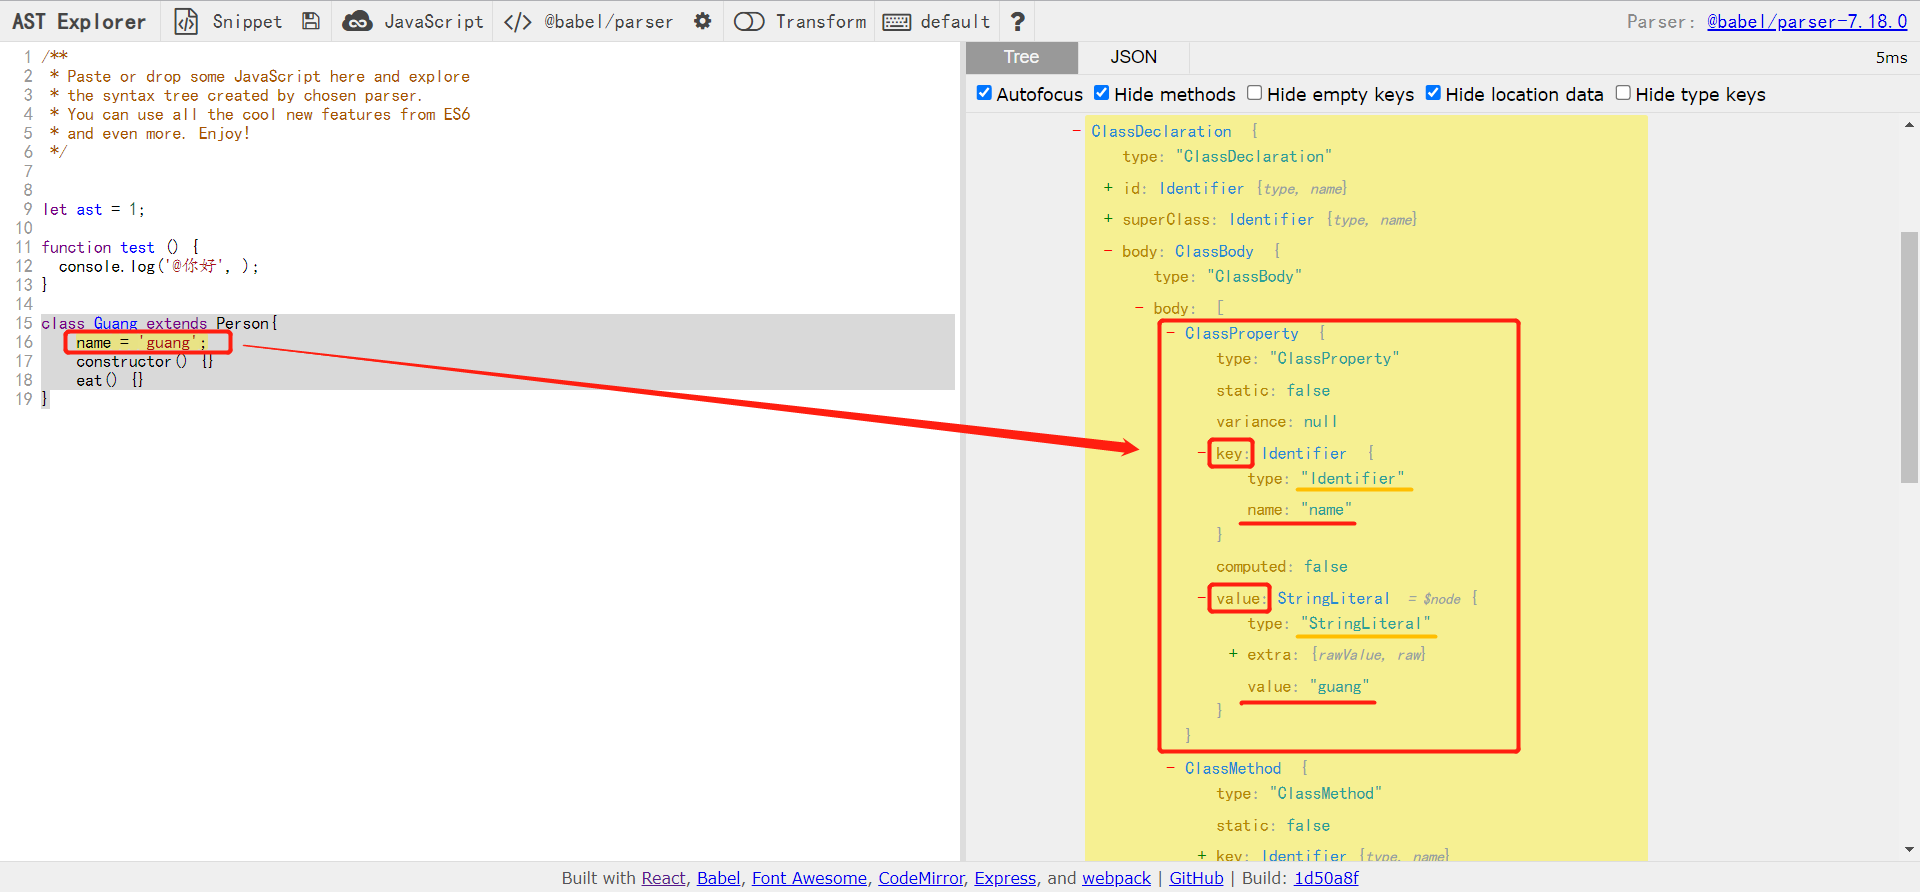 AST Explorer Snippet JavaScript </> @babel/parser Transform default ? Parser: @babel/parser-7.18.0
1 /**
2  * Paste or drop some JavaScript here and explore
3  * the syntax tree created by chosen parser.
4  * You can use all the cool new features from ES6
5  * and even more. Enjoy!
6  */
7
8
9 let ast = 1;
10
11 function test () {
12   console.log('@你好', );
13 }
14
15 class Guang extends Person{
16     name = 'guang';
17     constructor() {}
18     eat() {}
19 }
Tree JSON 5ms
Autofocus Hide methods Hide empty keys Hide location data Hide type keys
- ClassDeclaration {
type: "ClassDeclaration"
+ id: Identifier {type, name}
+ superClass: Identifier {type, name}
- body: ClassBody {
type: "ClassBody"
- body: [
- ClassProperty {
type: "ClassProperty"
static: false
variance: null
- key: Identifier {
type: "Identifier"
name: "name"
}
computed: false
- value: StringLiteral = $node {
type: "StringLiteral"
+ extra: {rawValue, raw}
value: "guang"
}
}
- ClassMethod {
type: "ClassMethod"
static: false
+ key: Identifier {type, name}
Built with React, Babel, Font Awesome, CodeMirror, Express, and webpack | GitHub | Build: 1d50a8f